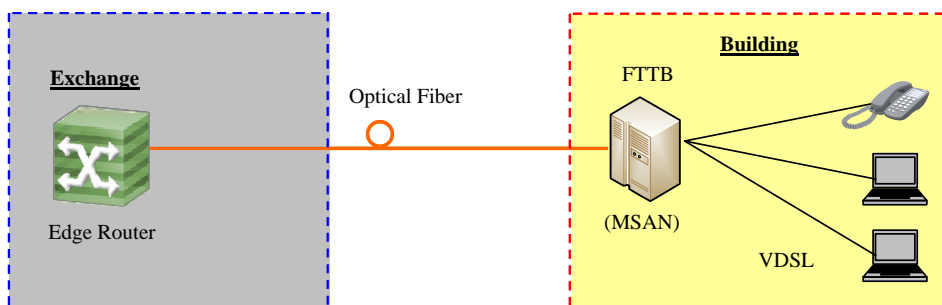 Exchange
Edge Router
Optical Fiber
Building
FTTB
(MSAN)
VDSL